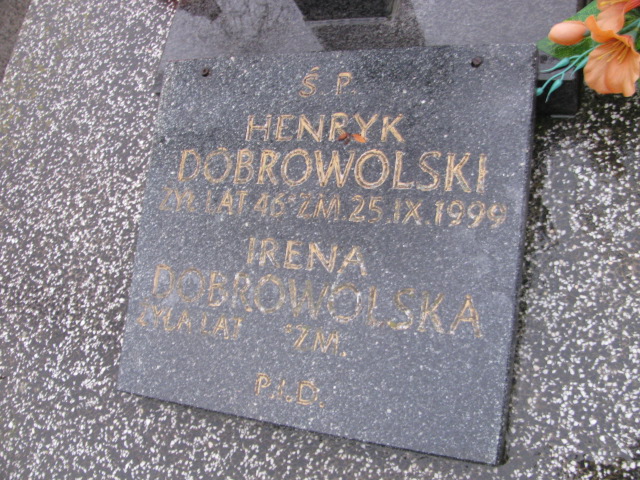 Ś P.
HENRYK
DOBROWOLSKI
ŻYŁ LAT 46 ZM. 25.IX.1999
IRENA
DOBROWOLSKA
ŻYŁA LAT ZM.
P.I.D.